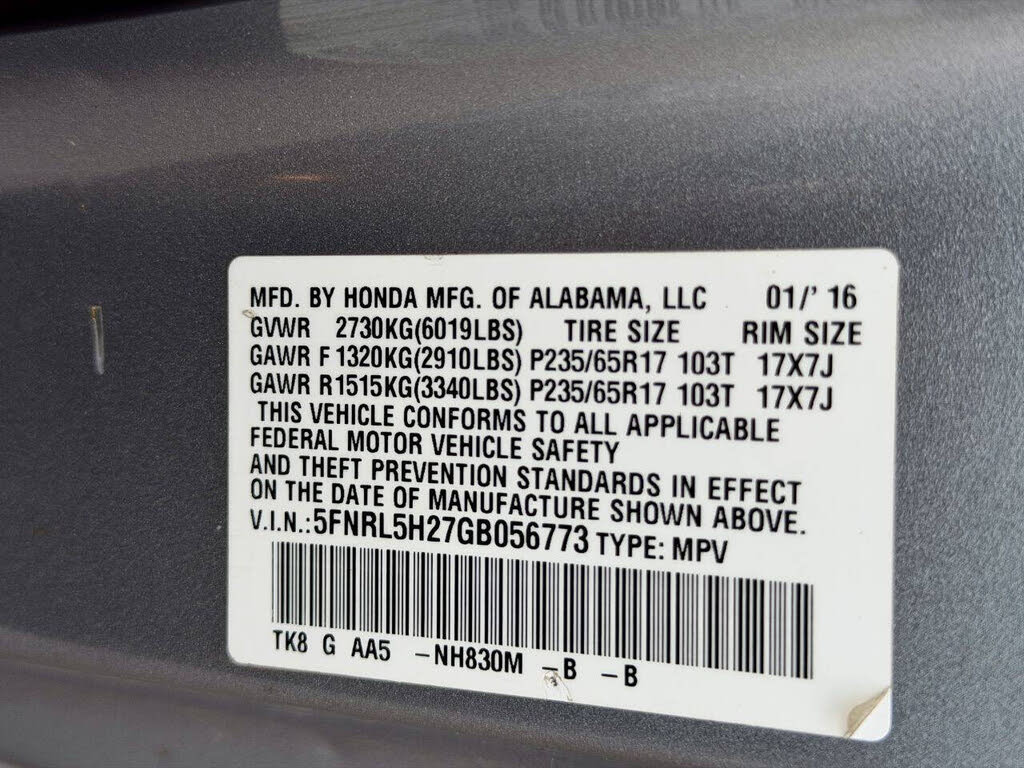 MFD. BY HONDA MFG. OF ALABAMA, LLC 01/' 16
GVWR 2730KG(6019LBS) TIRE SIZE RIM SIZE
GAWR F 1320KG(2910LBS) P235/65R17 103T 17X7J
GAWR R1515KG(3340LBS) P235/65R17 103T 17X7J
THIS VEHICLE CONFORMS TO ALL APPLICABLE
FEDERAL MOTOR VEHICLE SAFETY
AND THEFT PREVENTION STANDARDS IN EFFECT
ON THE DATE OF MANUFACTURE SHOWN ABOVE.
V.I.N.:5FNRL5H27GB056773 TYPE: MPV
TK8 G AA5 -NH830M -B -B